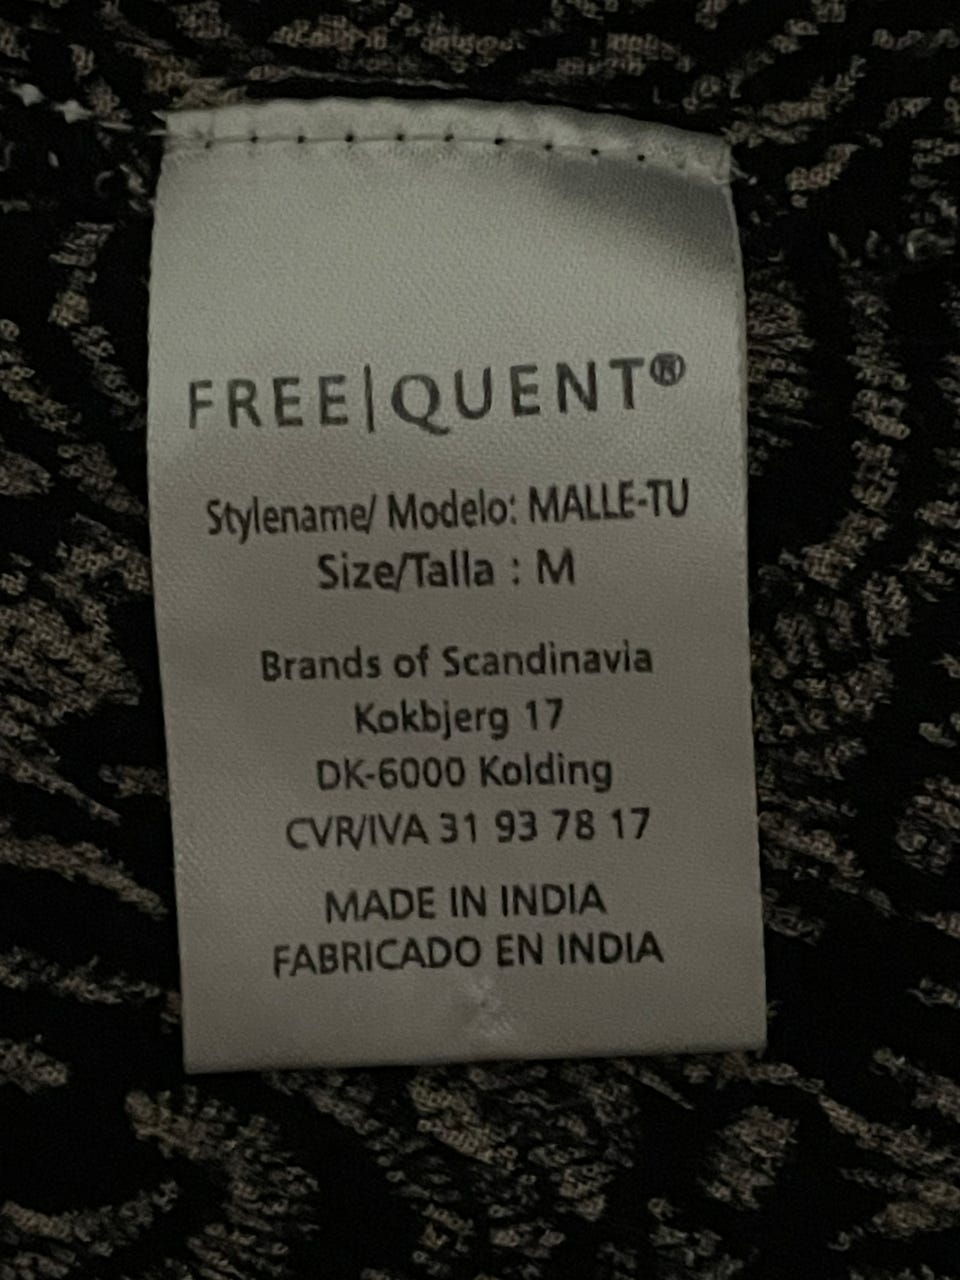 FREE|QUENT®
Stylename/ Modelo: MALLE-TU
Size/Talla : M
Brands of Scandinavia
Kokbjerg 17
DK-6000 Kolding
CVR/IVA 31 93 78 17
MADE IN INDIA
FABRICADO EN INDIA